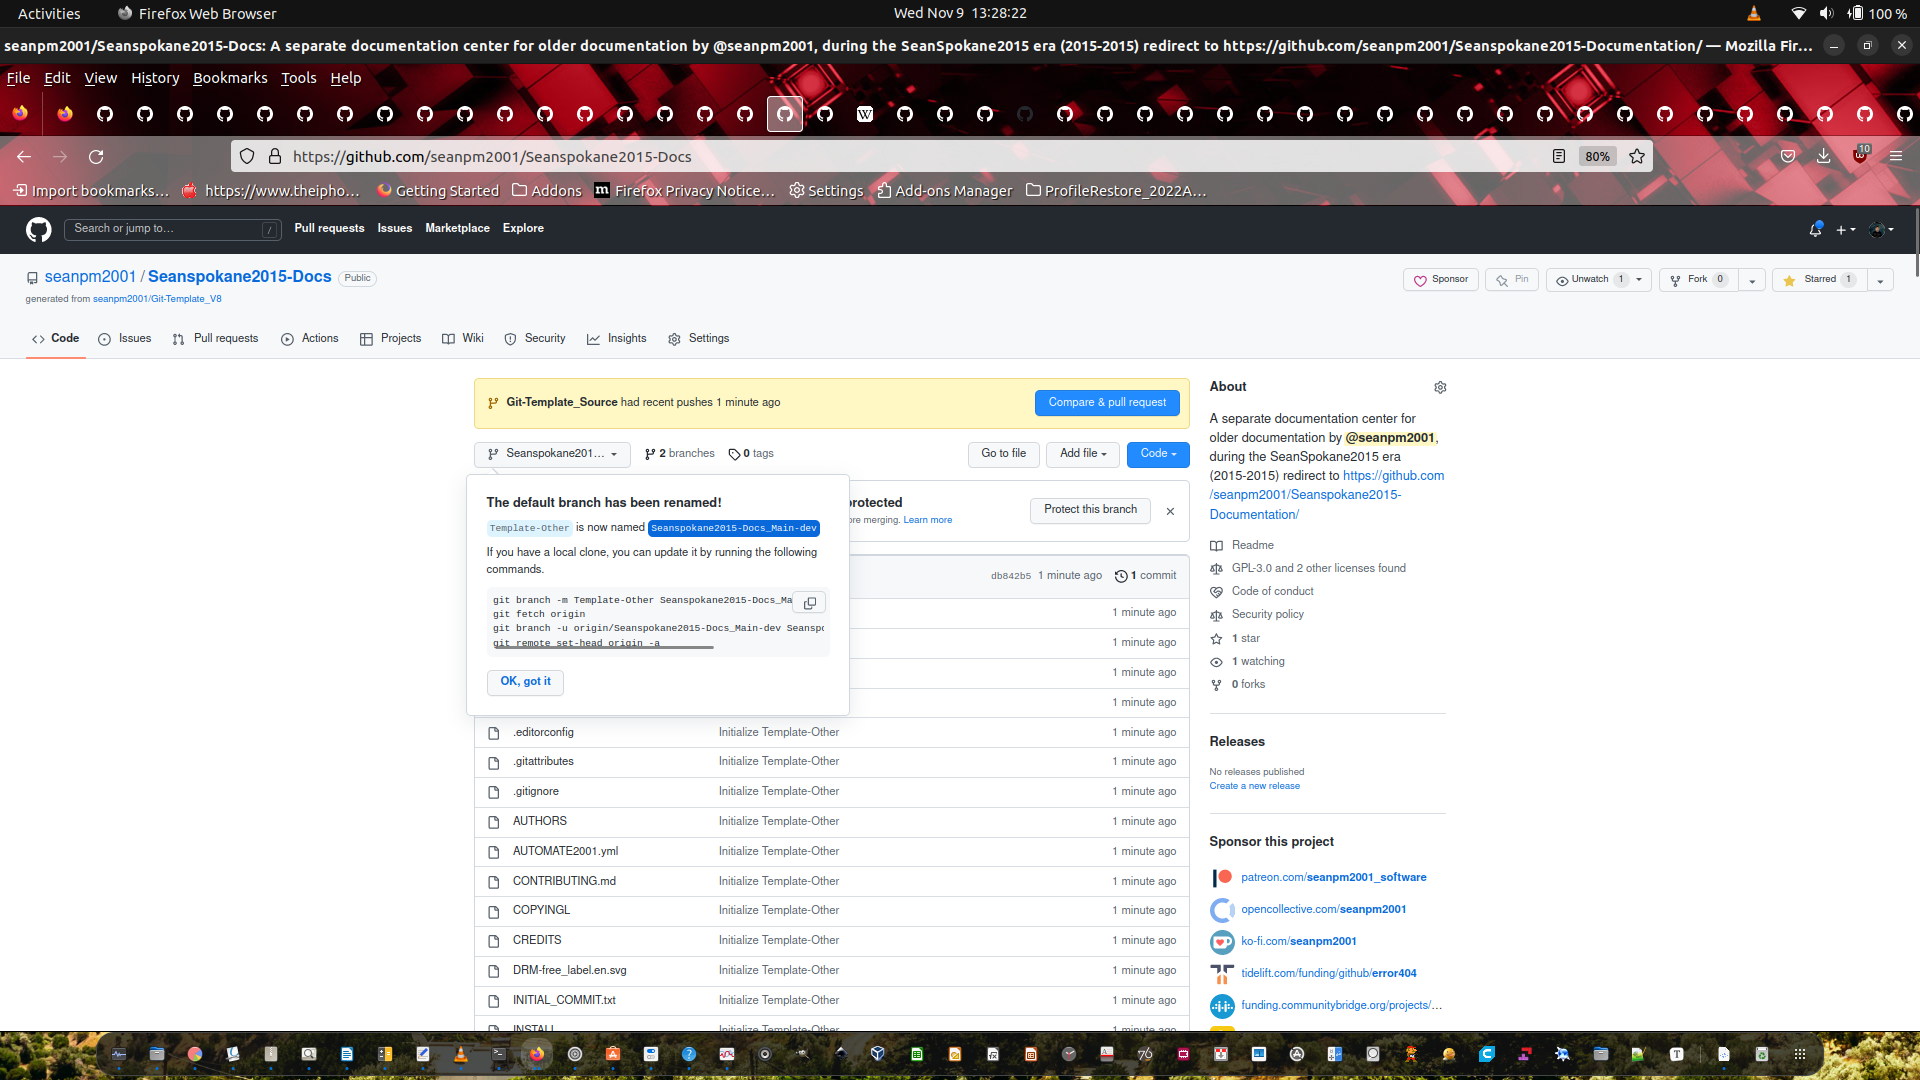 Activities
Firefox Web Browser
Wed Nov 9 13:28:22
100 %
seanpm2001/Seanspokane2015-Docs: A separate documentation center for older documentation by @seanpm2001, during the SeanSpokane2015 era (2015-2015) redirect to https://github.com/seanpm2001/Seanspokane2015-Documentation/ — Mozilla Fir…
File Edit View History Bookmarks Tools Help
https://github.com/seanpm2001/Seanspokane2015-Docs
80%
10
Import bookmarks…
https://www.theipho…
Getting Started
Addons
Firefox Privacy Notice…
Settings
Add-ons Manager
ProfileRestore_2022A…
Search or jump to…
/
Pull requests Issues Marketplace Explore
seanpm2001 / Seanspokane2015-Docs Public
generated from seanpm2001/Git-Template_V8
Sponsor
Pin
Unwatch 1
Fork 0
Starred 1
Code
Issues
Pull requests
Actions
Projects
Wiki
Security
Insights
Settings
Git-Template_Source had recent pushes 1 minute ago
Compare & pull request
Seanspokane201…
2 branches
0 tags
Go to file
Add file
Code
The default branch has been renamed!
Template-Other is now named Seanspokane2015-Docs_Main-dev
If you have a local clone, you can update it by running the following
commands.
git branch -m Template-Other Seanspokane2015-Docs_Ma
git fetch origin
git branch -u origin/Seanspokane2015-Docs_Main-dev Seanspo
git remote set-head origin -a
OK, got it
protected
ore merging. Learn more
Protect this branch
db842b5 1 minute ago
1 commit
1 minute ago
1 minute ago
1 minute ago
1 minute ago
.editorconfig Initialize Template-Other 1 minute ago
.gitattributes Initialize Template-Other 1 minute ago
.gitignore Initialize Template-Other 1 minute ago
AUTHORS Initialize Template-Other 1 minute ago
AUTOMATE2001.yml Initialize Template-Other 1 minute ago
CONTRIBUTING.md Initialize Template-Other 1 minute ago
COPYINGL Initialize Template-Other 1 minute ago
CREDITS Initialize Template-Other 1 minute ago
DRM-free_label.en.svg Initialize Template-Other 1 minute ago
INITIAL_COMMIT.txt Initialize Template-Other 1 minute ago
INSTALL Initialize Template-Other 1 minute ago
About
A separate documentation center for
older documentation by @seanpm2001,
during the SeanSpokane2015 era
(2015-2015) redirect to https://github.com
/seanpm2001/Seanspokane2015-
Documentation/
Readme
GPL-3.0 and 2 other licenses found
Code of conduct
Security policy
1 star
1 watching
0 forks
Releases
No releases published
Create a new release
Sponsor this project
patreon.com/seanpm2001_software
opencollective.com/seanpm2001
ko-fi.com/seanpm2001
tidelift.com/funding/github/error404
funding.communitybridge.org/projects/…